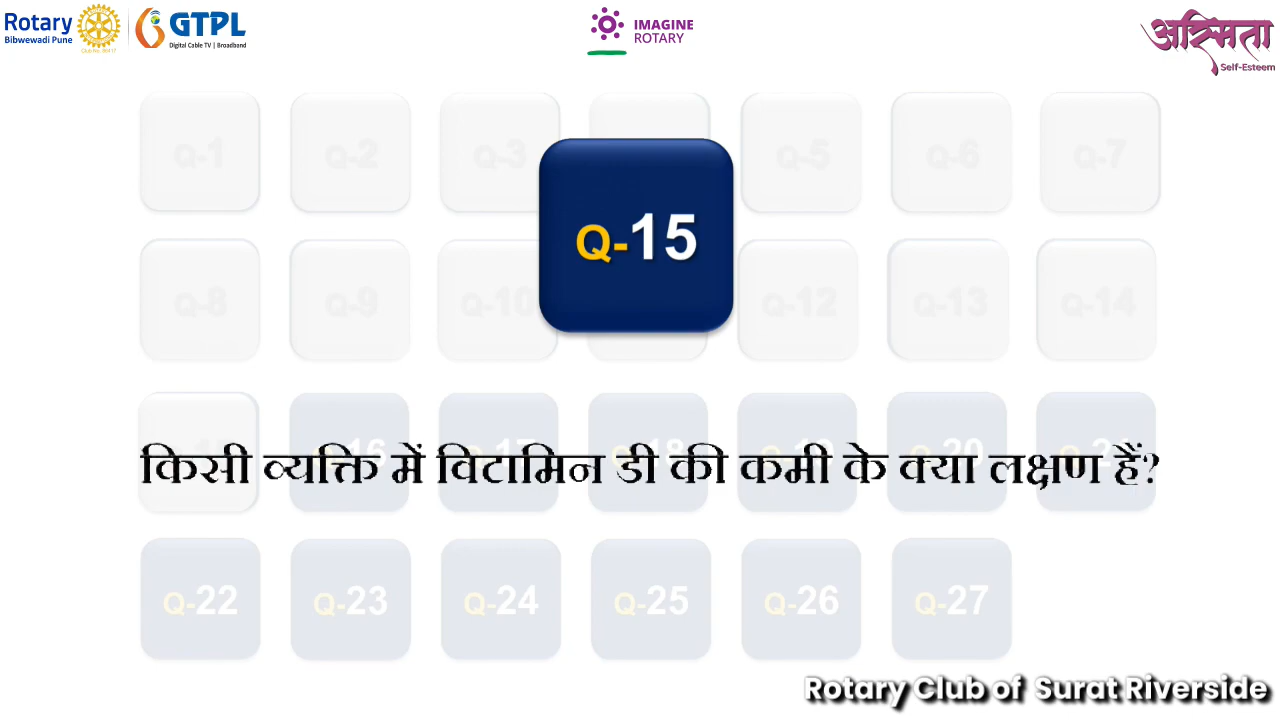 Rotary
Bibwewadi Pune
GTPL
Digital Cable TV | Broadband
IMAGINE
ROTARY
अस्मिता
Self-Esteem
Q-1 Q-2 Q-3 Q-5 Q-6 Q-7
Q-15
Q-8 Q-9 Q-10 Q-12 Q-13 Q-14
किसी व्यक्ति में विटामिन डी की कमी के क्या लक्षण हैं?
Q-22 Q-23 Q-24 Q-25 Q-26 Q-27
Rotary Club of Surat Riverside